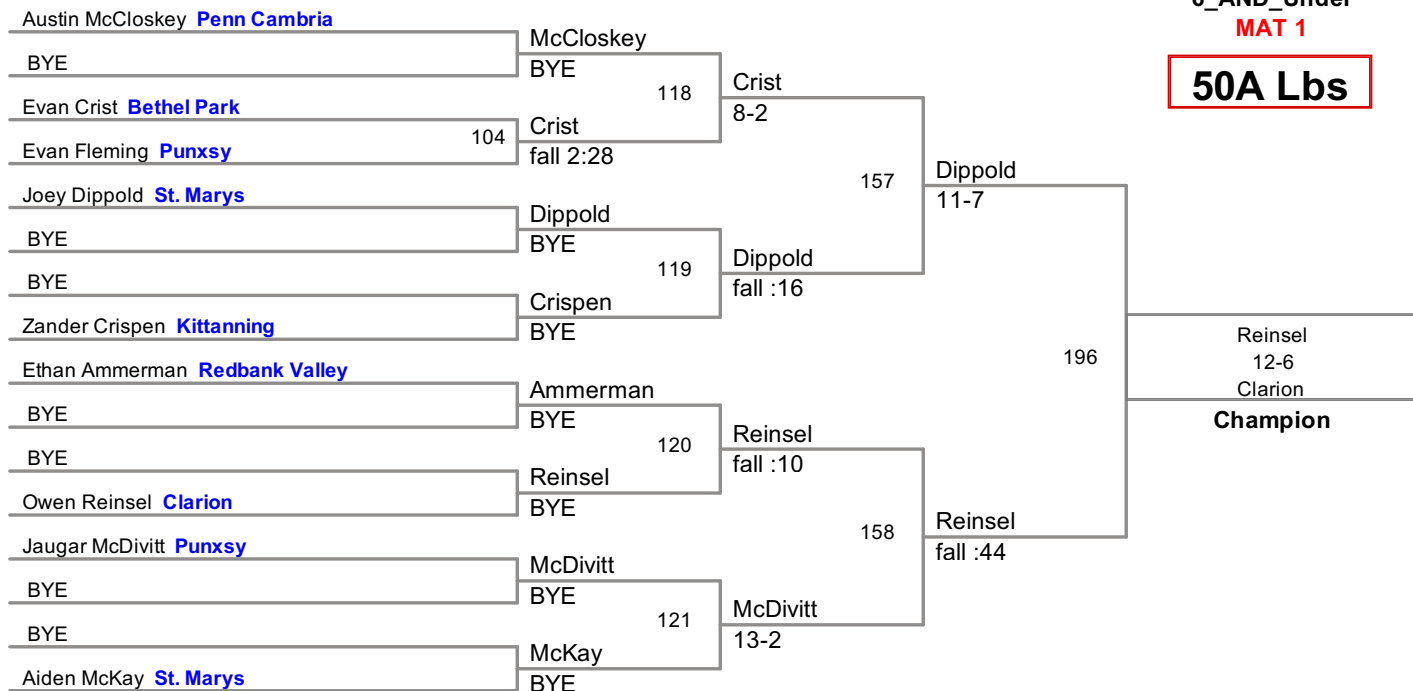 _AND_Under
MAT 1
50A Lbs
Austin McCloskey Penn Cambria
BYE
Evan Crist Bethel Park
Evan Fleming Punxsy
Joey Dippold St. Marys
BYE
BYE
Zander Crispen Kittanning
Ethan Ammerman Redbank Valley
BYE
BYE
Owen Reinsel Clarion
Jaugar McDivitt Punxsy
BYE
BYE
Aiden McKay St. Marys
104
McCloskey
BYE
Crist
fall 2:28
Dippold
BYE
Crispen
BYE
Ammerman
BYE
Reinsel
BYE
McDivitt
BYE
McKay
BYE
118
119
120
121
Crist
8-2
Dippold
fall :16
Reinsel
fall :10
McDivitt
13-2
157
158
Dippold
11-7
Reinsel
fall :44
196
Reinsel
12-6
Clarion
Champion